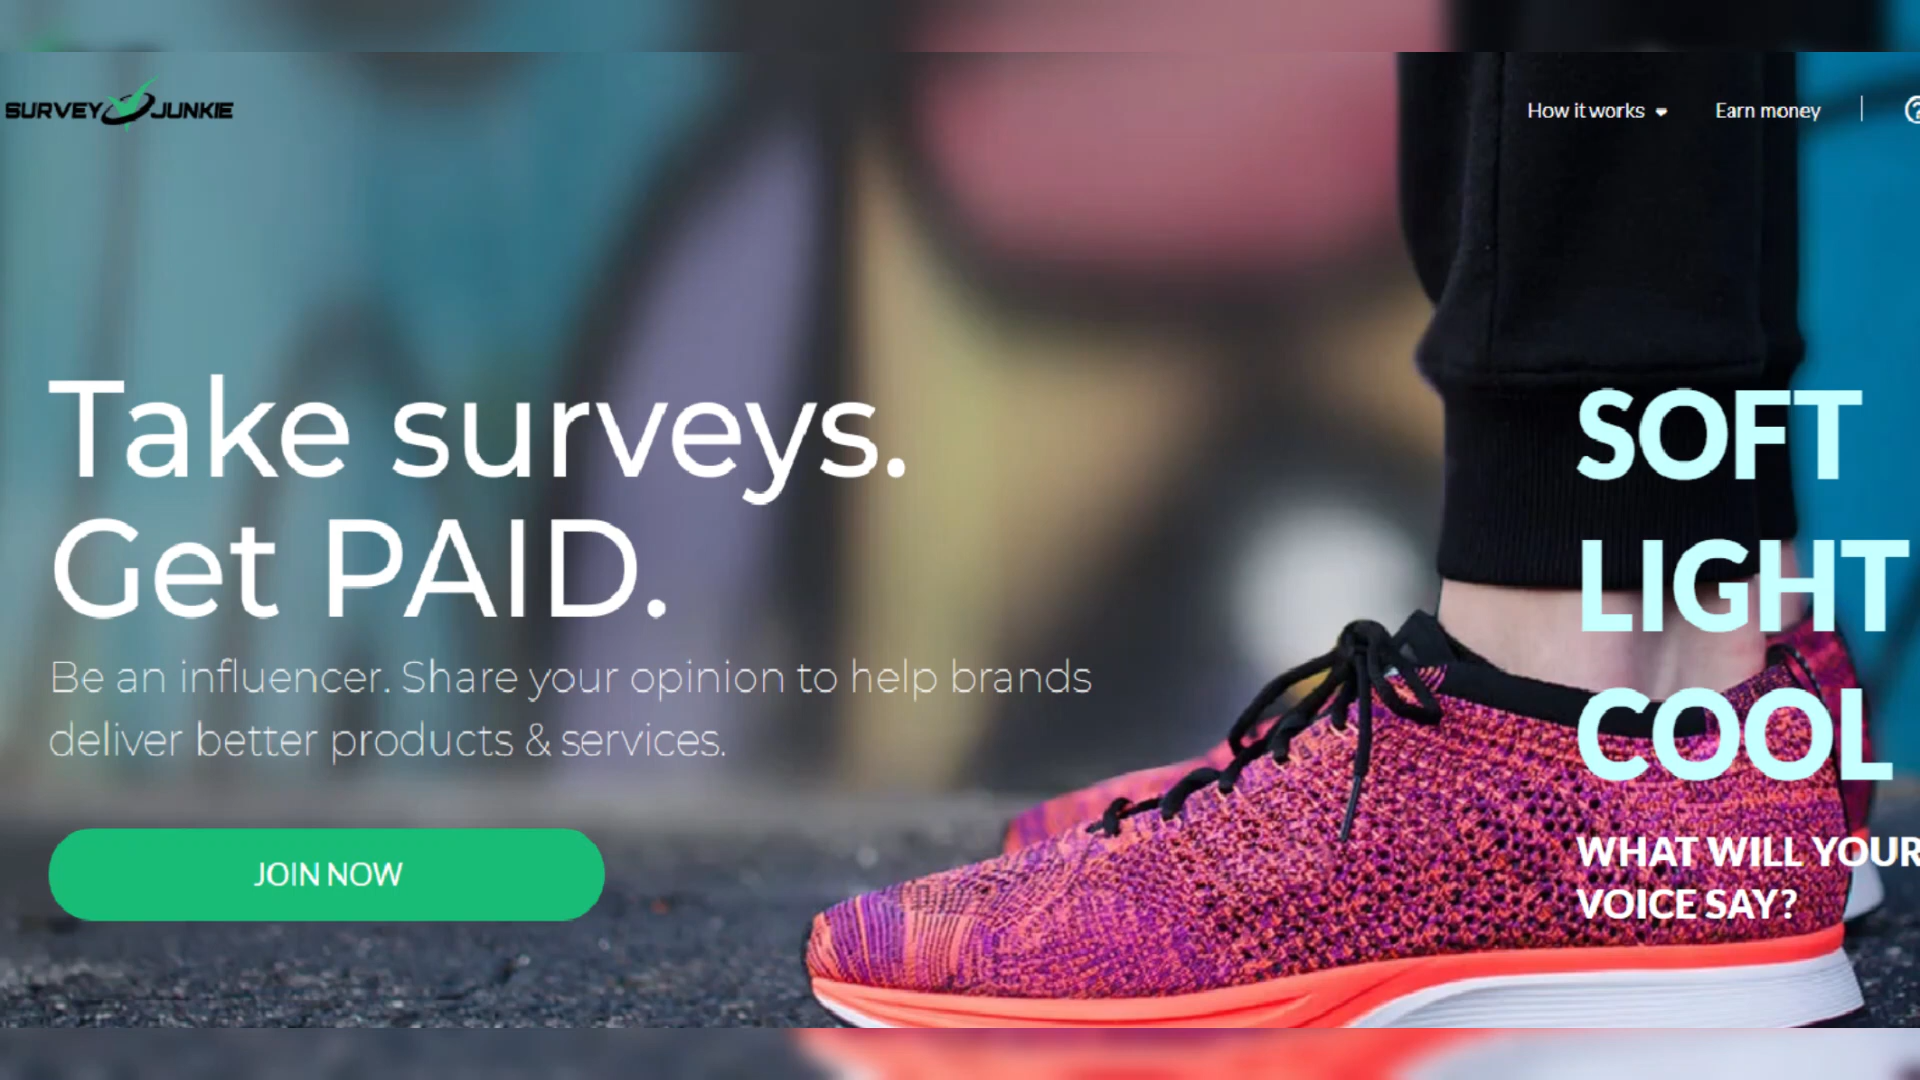 SURVEY JUNKIE
How it works
Earn money
Take surveys.
Get PAID.
Be an influencer. Share your opinion to help brands
deliver better products & services.
JOIN NOW
SOFT
LIGHT
COOL
WHAT WILL YOUR
VOICE SAY?